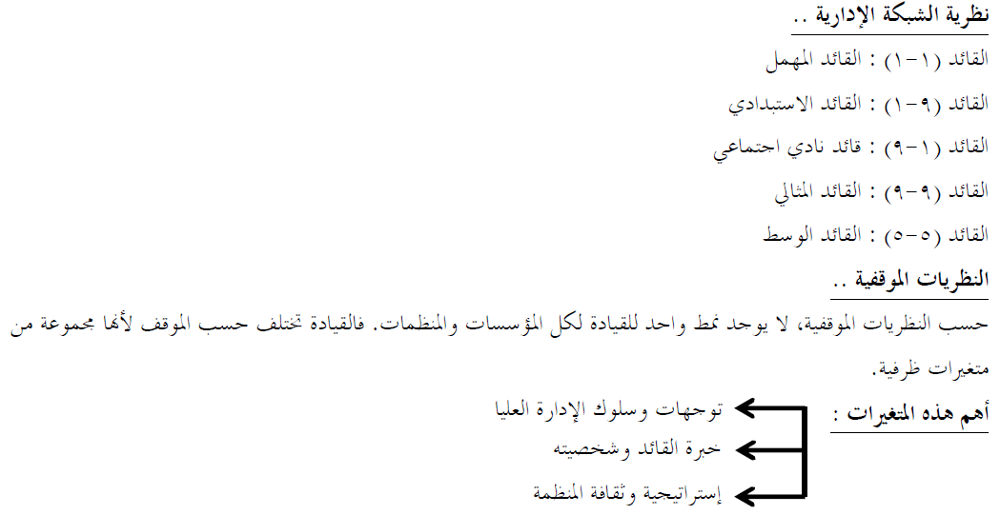 نظرية الشبكة الإدارية ..
القائد (١-١) : القائد المهمل
القائد (٩-١) : القائد الاستبدادي
القائد (١-٩) : قائد نادي اجتماعي
القائد (٩-٩) : القائد المثالي
القائد (٥-٥) : القائد الوسط
النظريات الموقفية ..
حسب النظريات الموقفية، لا يوجد نمط واحد للقيادة لكل المؤسسات والمنظمات. فالقيادة تختلف حسب الموقف لأنها مجموعة من
متغيرات ظرفية.
أهم هذه المتغيرات :
توجهات وسلوك الإدارة العليا
خبرة القائد وشخصيته
إستراتيجية وثقافة المنظمة